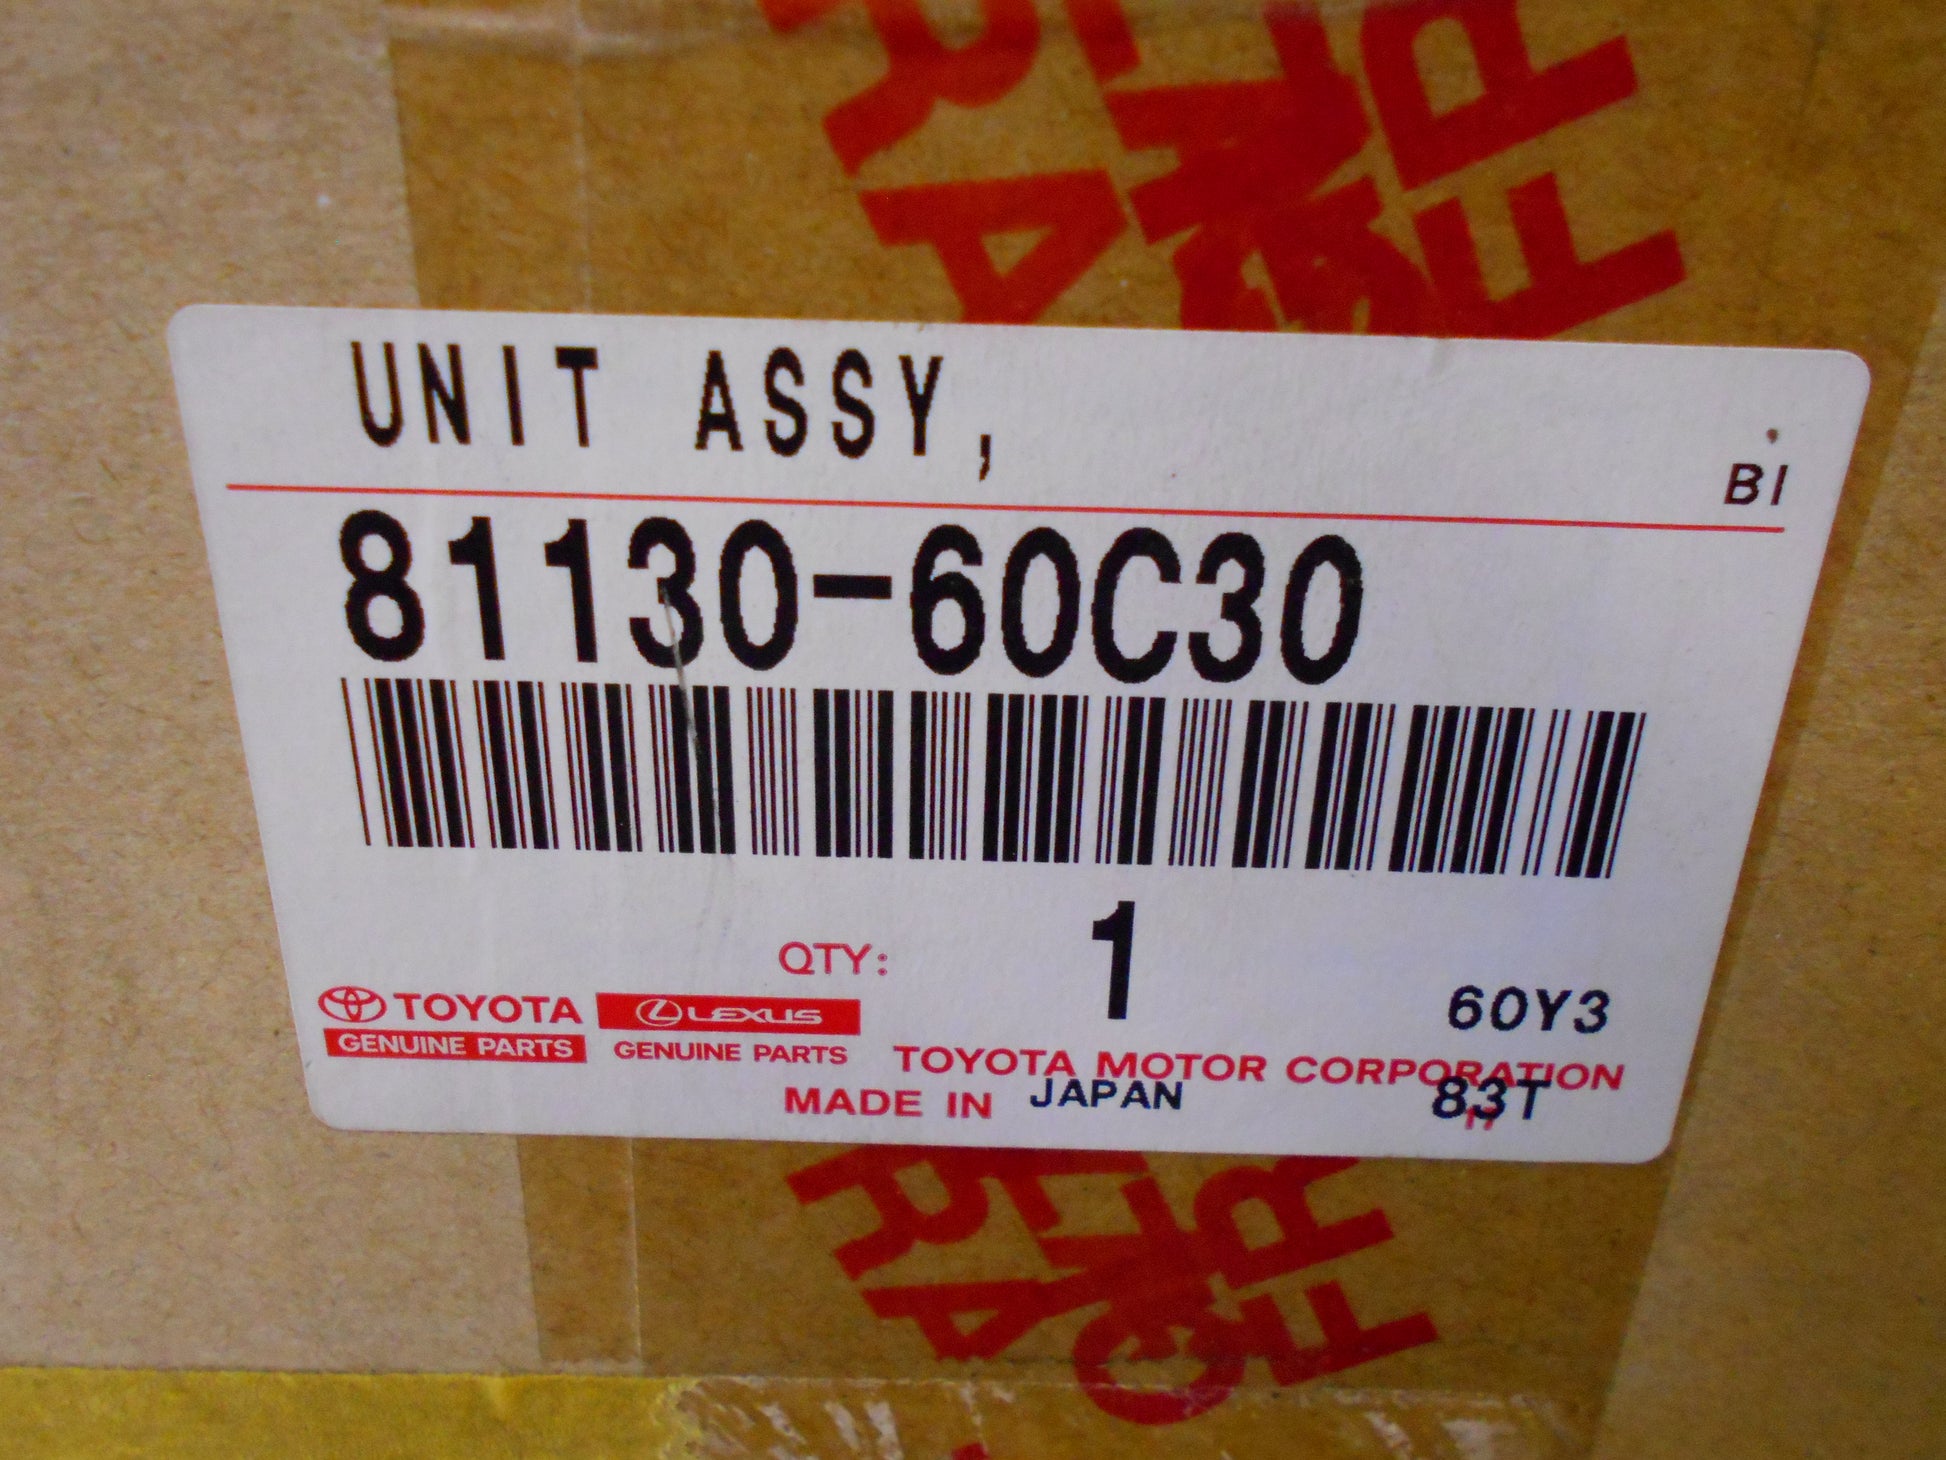 UNIT ASSY,
BI
81130-60C30
QTY: 1
60Y3
TOYOTA
GENUINE PARTS
LEXUS
GENUINE PARTS
TOYOTA MOTOR CORPORATION
MADE IN JAPAN
83T
17